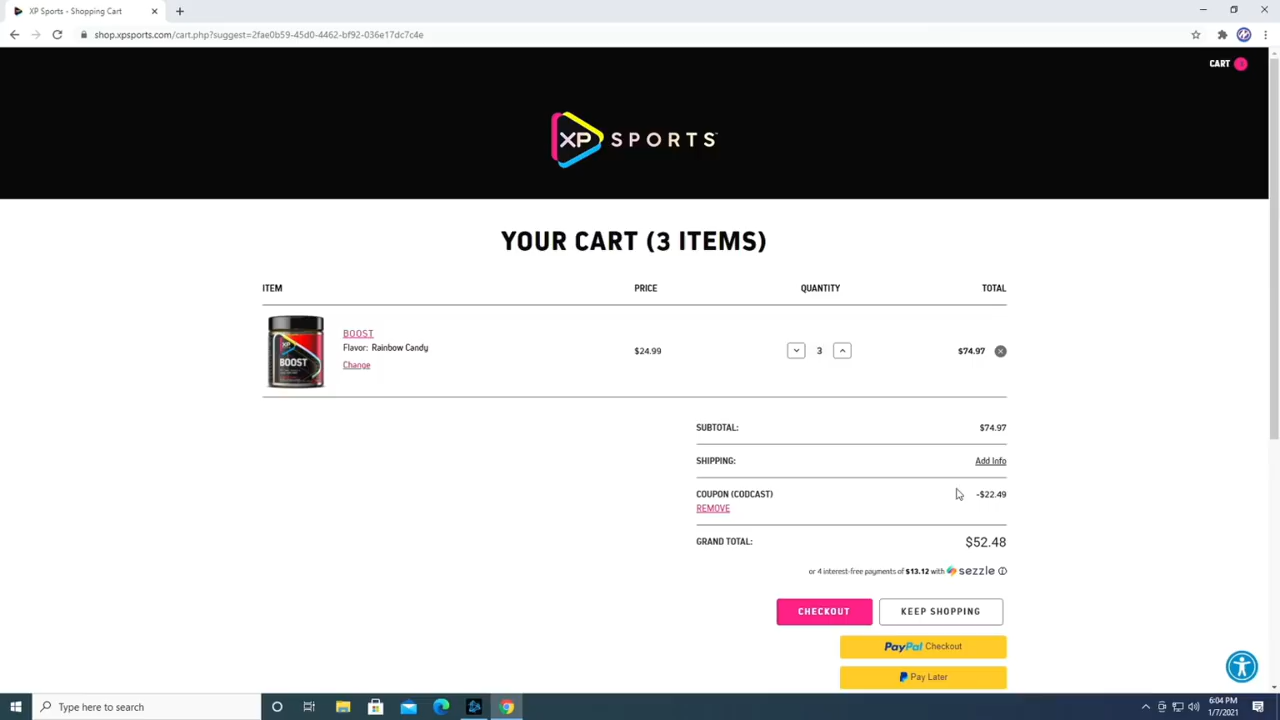 XP Sports - Shopping Cart
shop.xpsports.com/cart.php?suggest=2fae0b59-45d0-4462-bf92-036e17dc7c4e
CART
XP SPORTS™
YOUR CART (3 ITEMS)
ITEM PRICE QUANTITY TOTAL
BOOST
Flavor: Rainbow Candy
Change
XP
BOOST
$24.99 3 $74.97
SUBTOTAL: $74.97
SHIPPING: Add Info
COUPON (CODCAST) -$22.49
REMOVE
GRAND TOTAL: $52.48
or 4 interest-free payments of $13.12 with sezzle
CHECKOUT KEEP SHOPPING
PayPal Checkout
Pay Later
Type here to search
6:04 PM
1/7/2021